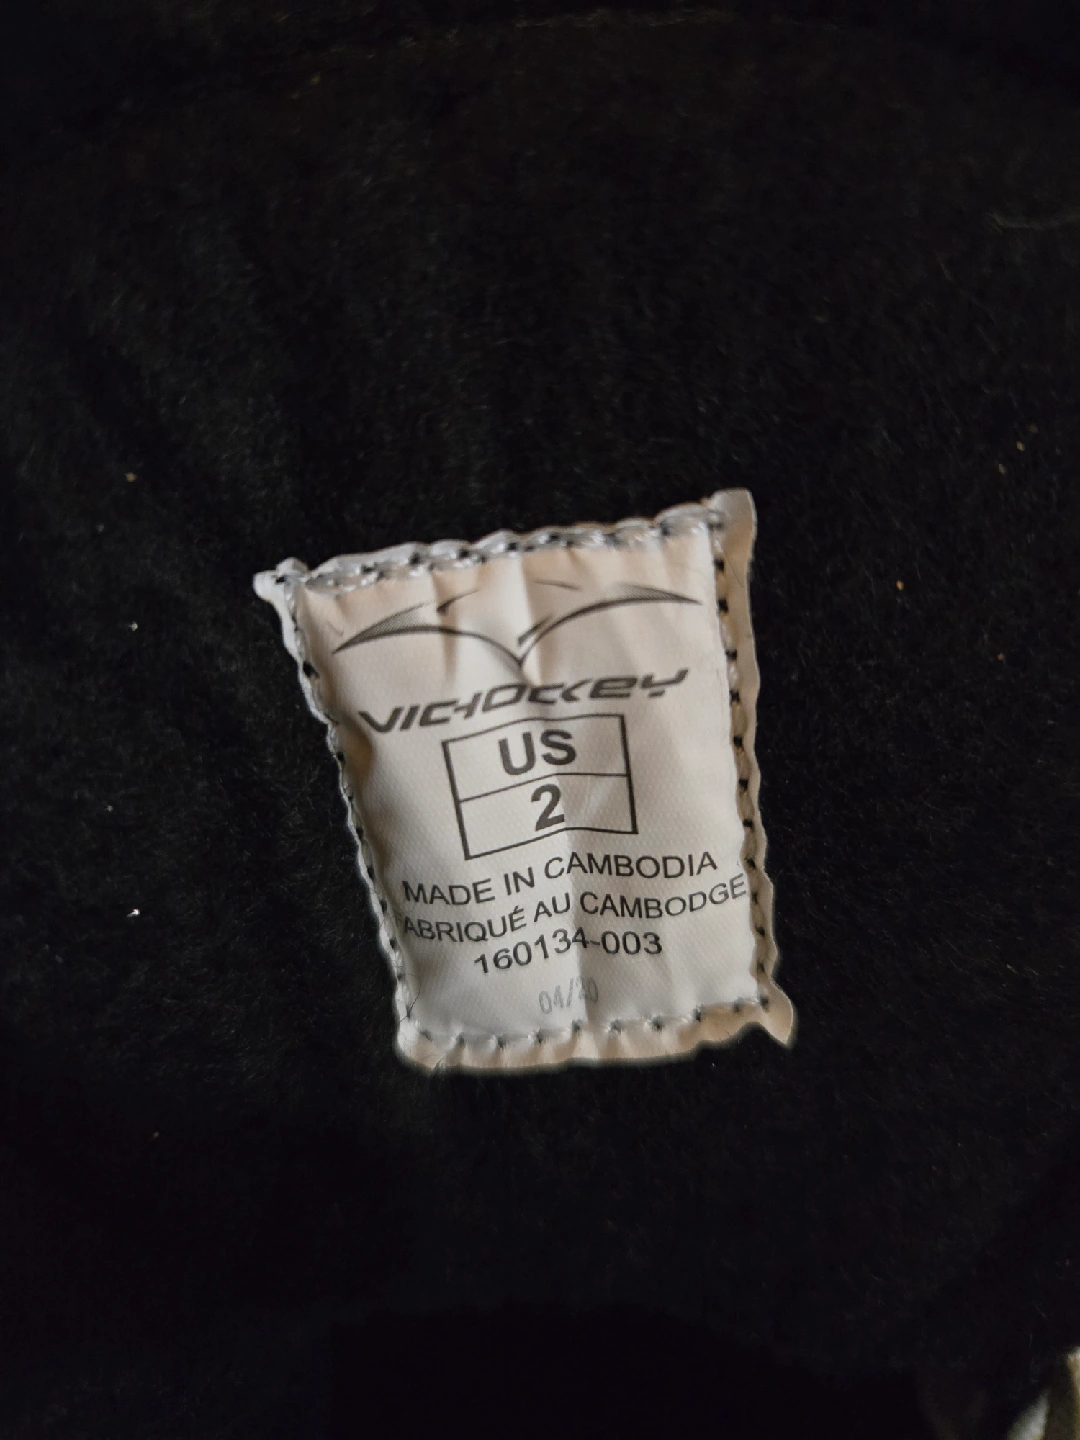 VICHOCKEY
US
2
MADE IN CAMBODIA
ABRIQUÉ AU CAMBODGE
160134-003
04/20